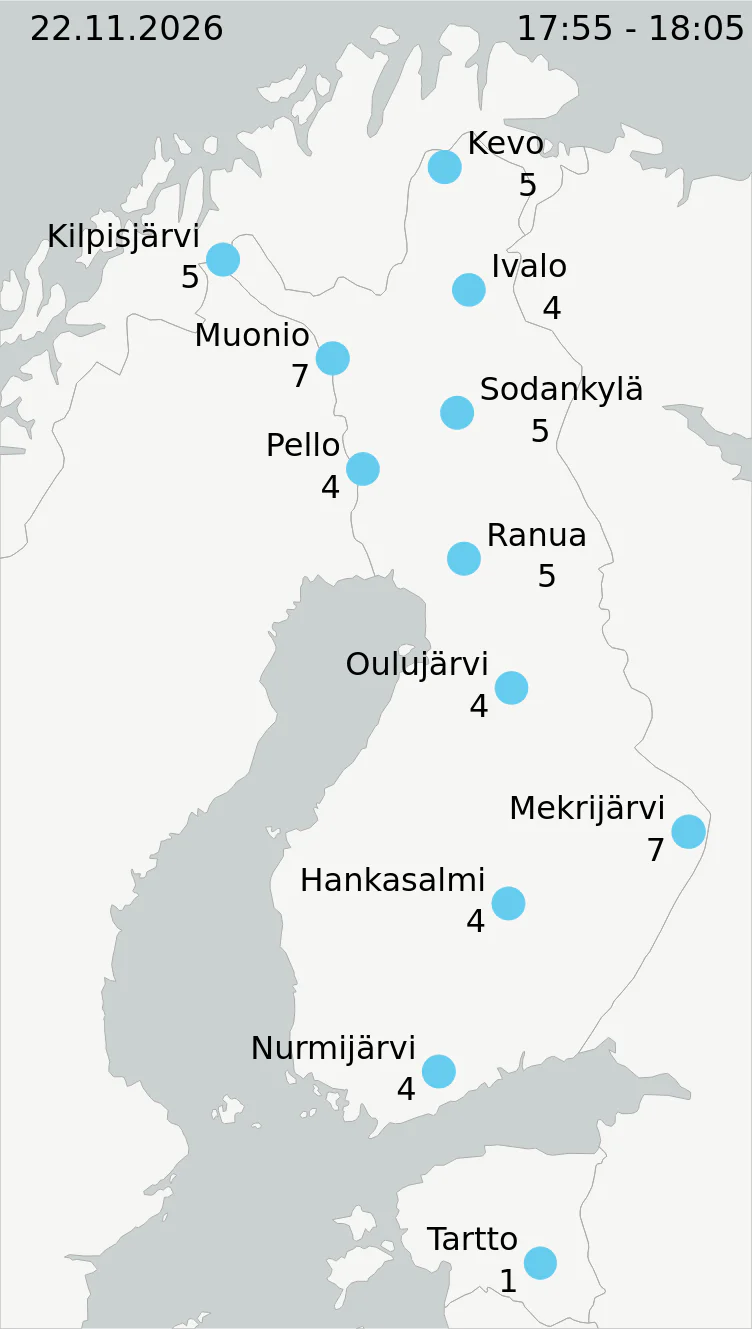 22.11.2026 17:55 - 18:05
Kevo
5
Kilpisjärvi
5
Ivalo
4
Muonio
7
Sodankylä
5
Pello
4
Ranua
5
Oulujärvi
4
Mekrijärvi
7
Hankasalmi
4
Nurmijärvi
4
Tartto
1